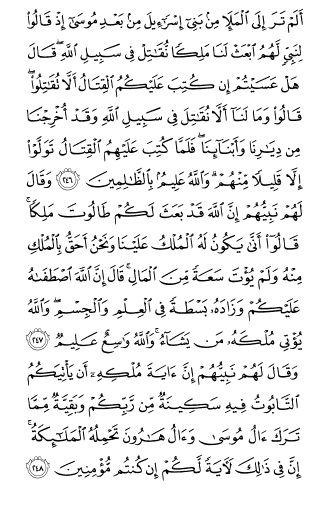 أَلَمْ تَرَ إِلَى ٱلْمَلَإِ مِنۢ بَنِىٓ إِسْرَٰٓءِيلَ مِنۢ بَعْدِ مُوسَىٰٓ إِذْ قَالُوا۟
لِنَبِىٍّ لَّهُمُ ٱبْعَثْ لَنَا مَلِكًا نُّقَٰتِلْ فِى سَبِيلِ ٱللَّهِ ۖ قَالَ
هَلْ عَسَيْتُمْ إِن كُتِبَ عَلَيْكُمُ ٱلْقِتَالُ أَلَّا تُقَٰتِلُوا۟ ۖ
قَالُوا۟ وَمَا لَنَآ أَلَّا نُقَٰتِلَ فِى سَبِيلِ ٱللَّهِ وَقَدْ أُخْرِجْنَا
مِن دِيَٰرِنَا وَأَبْنَآئِنَا ۖ فَلَمَّا كُتِبَ عَلَيْهِمُ ٱلْقِتَالُ تَوَلَّوْا۟
إِلَّا قَلِيلًا مِّنْهُمْ ۗ وَٱللَّهُ عَلِيمٌۢ بِٱلظَّٰلِمِينَ ٢٤٦ وَقَالَ
لَهُمْ نَبِيُّهُمْ إِنَّ ٱللَّهَ قَدْ بَعَثَ لَكُمْ طَالُوتَ مَلِكًا ۚ
قَالُوٓا۟ أَنَّىٰ يَكُونُ لَهُ ٱلْمُلْكُ عَلَيْنَا وَنَحْنُ أَحَقُّ بِٱلْمُلْكِ
مِنْهُ وَلَمْ يُؤْتَ سَعَةً مِّنَ ٱلْمَالِ ۚ قَالَ إِنَّ ٱللَّهَ ٱصْطَفَىٰهُ
عَلَيْكُمْ وَزَادَهُۥ بَسْطَةً فِى ٱلْعِلْمِ وَٱلْجِسْمِ ۖ وَٱللَّهُ
يُؤْتِى مُلْكَهُۥ مَن يَشَآءُ ۚ وَٱللَّهُ وَٰسِعٌ عَلِيمٌ ٢٤٧
وَقَالَ لَهُمْ نَبِيُّهُمْ إِنَّ ءَايَةَ مُلْكِهِۦٓ أَن يَأْتِيَكُمُ
ٱلتَّابُوتُ فِيهِ سَكِينَةٌ مِّن رَّبِّكُمْ وَبَقِيَّةٌ مِّمَّا
تَرَكَ ءَالُ مُوسَىٰ وَءَالُ هَٰرُونَ تَحْمِلُهُ ٱلْمَلَٰٓئِكَةُ ۚ
إِنَّ فِى ذَٰلِكَ لَءَايَةً لَّكُمْ إِن كُنتُم مُّؤْمِنِينَ ٢٤٨